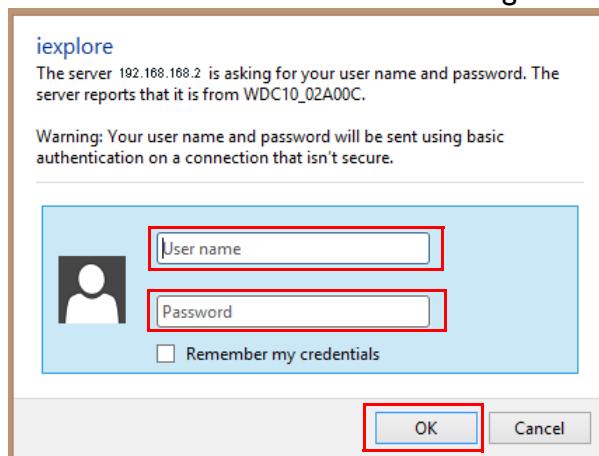 iexplore
The server 192.168.168.2 is asking for your user name and password. The
server reports that it is from WDC10_02A00C.
Warning: Your user name and password will be sent using basic
authentication on a connection that isn't secure.
User name
Password
Remember my credentials
OK Cancel